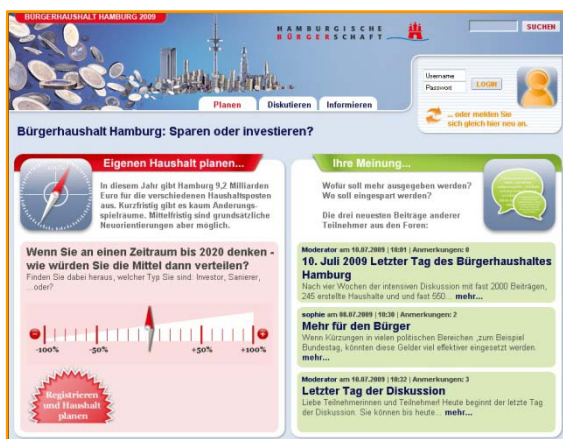 BÜRGERHAUSHALT HAMBURG 2009
HAMBURGISCHE
BÜRGERSCHAFT
SUCHEN
Username
Passwort
LOGIN
... oder melden Sie
sich gleich hier neu an.
Planen
Diskutieren
Informieren
Bürgerhaushalt Hamburg: Sparen oder investieren?
Eigenen Haushalt planen...
In diesem Jahr gibt Hamburg 9,2 Milliarden
Euro für die verschiedenen Haushaltsposten
aus. Kurzfristig gibt es kaum Änderungs-
spielräume. Mittelfristig sind grundsätzliche
Neuorientierungen aber möglich.
Wenn Sie an einen Zeitraum bis 2020 denken -
wie würden Sie die Mittel dann verteilen?
Finden Sie dabei heraus, welcher Typ Sie sind: Investor, Sanierer,
...oder?
-100% -50% +50% +100%
Registrieren
und Haushalt
planen
Ihre Meinung...
Wofür soll mehr ausgegeben werden?
Wo soll eingespart werden?
Die drei neuesten Beiträge anderer
Teilnehmer aus den Foren:
Moderator am 10.07.2009 | 18:01 | Anmerkungen: 8
10. Juli 2009 Letzter Tag des Bürgerhaushaltes
Hamburg
Nach vier Wochen der intensiven Diskussion mit fast 2000 Beiträgen,
245 erstellte Haushalte und und fast 550... mehr...
sophie am 08.07.2009 | 10:30 | Anmerkungen: 2
Mehr für den Bürger
Wenn Kürzungen in vielen politischen Bereichen ,zum Beispiel
Bundestag, könnten diese Gelder viel effektiver eingesetzt werden.
mehr...
Moderator am 10.07.2009 | 10:32 | Anmerkungen: 3
Letzter Tag der Diskussion
Liebe Teilnehmerinnen und Teilnehmer! Heute beginnt der letzte Tag
der Diskussion. Sie können bis heute... mehr...